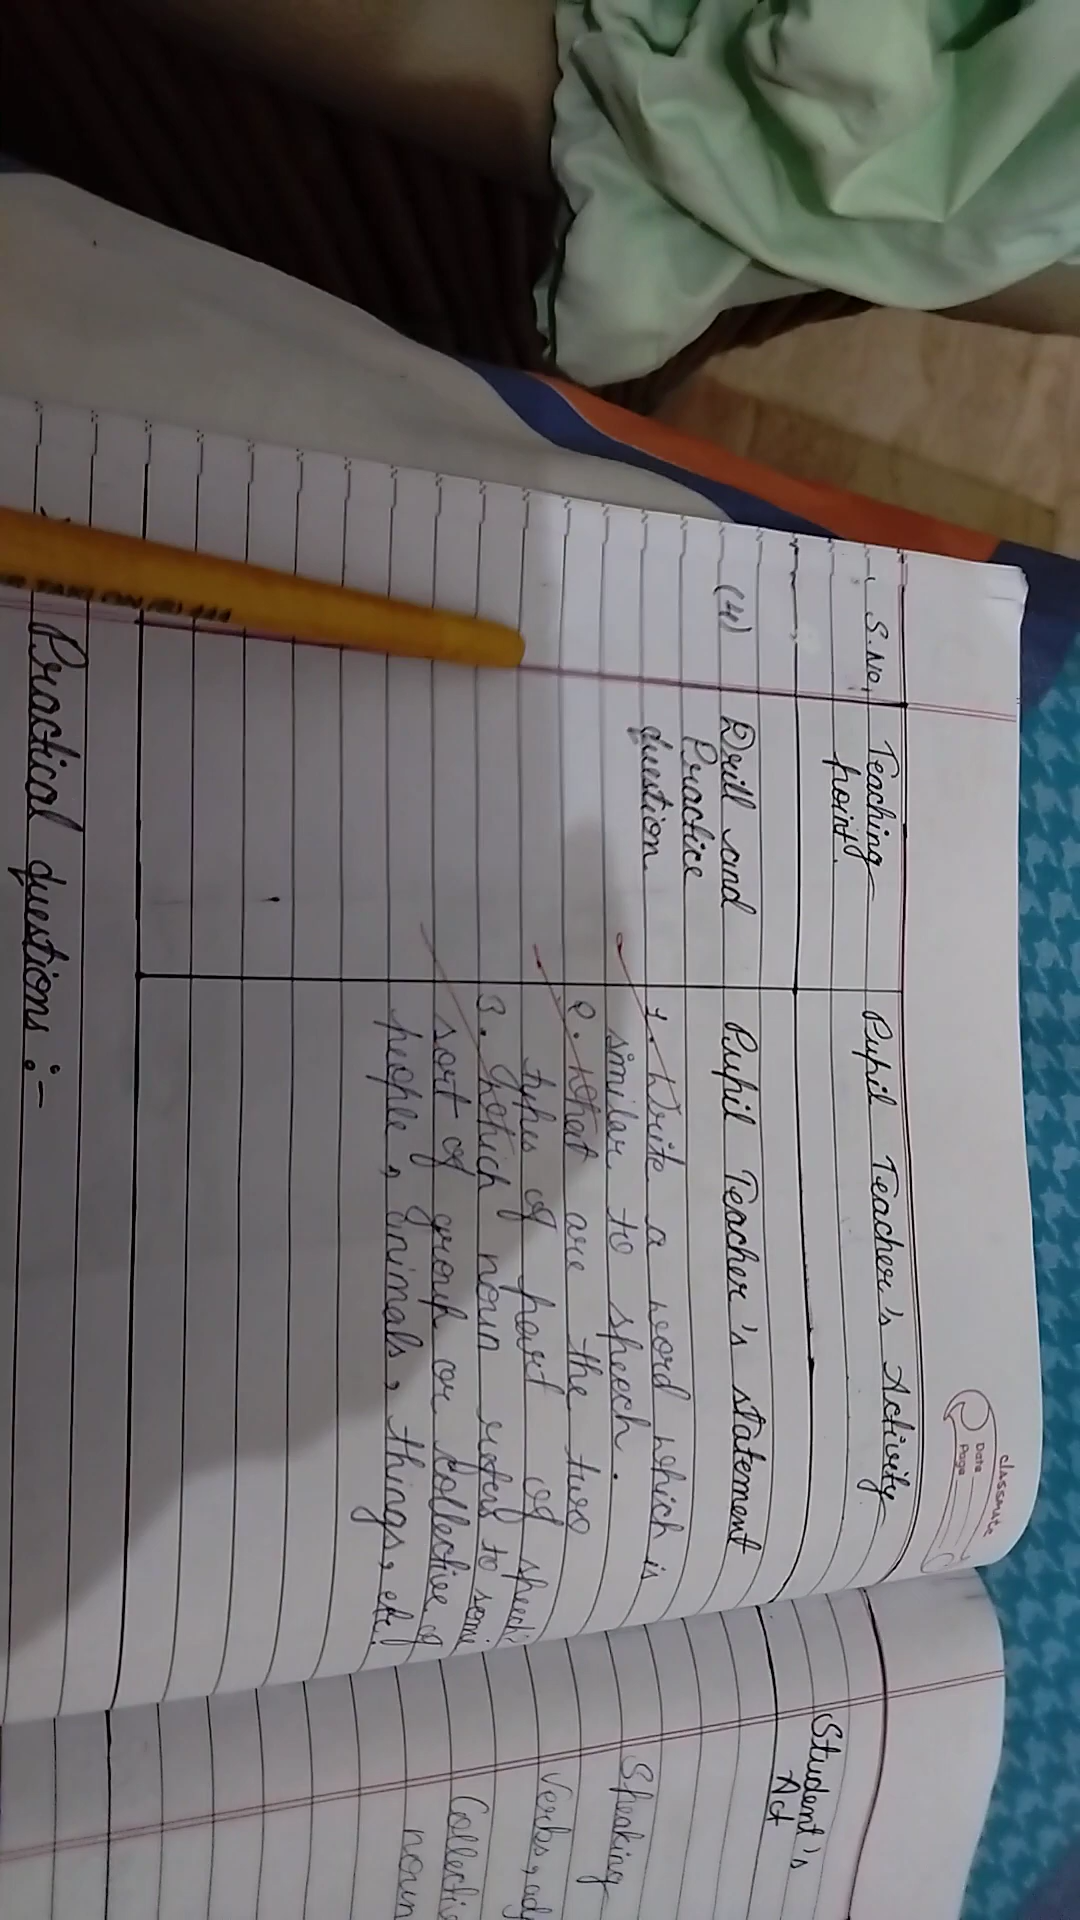 classmate
Date
Page
S.No. Teaching point. Pupil Teacher's Activity Student's Act
(4) Drill and Pupil Teacher's statement
Practice
question
1. Write a word which is
similar to speech. Speaking
2. What are the two
types of part of speech? Verbs, adj
3. Which noun refers to some
sort of group or collective of Collective
people, animals, things, etc? noun
Practical questions :-